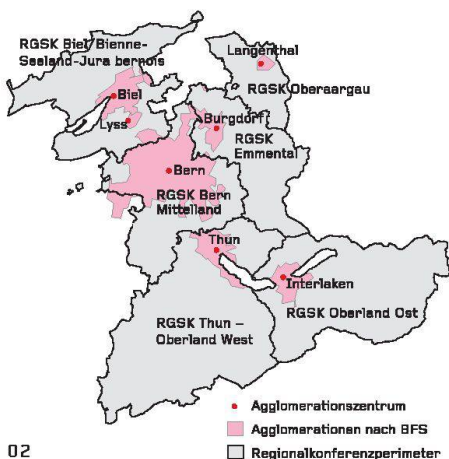 RGSK Biel/Bienne-
Seeland-Jura bernois
Langenthal
Biel
RGSK Oberaargau
Lyss
Burgdorf
RGSK
Emmental
Bern
RGSK Bern
Mittelland
Thun
Interlaken
RGSK Oberland Ost
RGSK Thun –
Oberland West
Agglomerationszentrum
Agglomerationen nach BFS
Regionalkonferenzperimeter
02